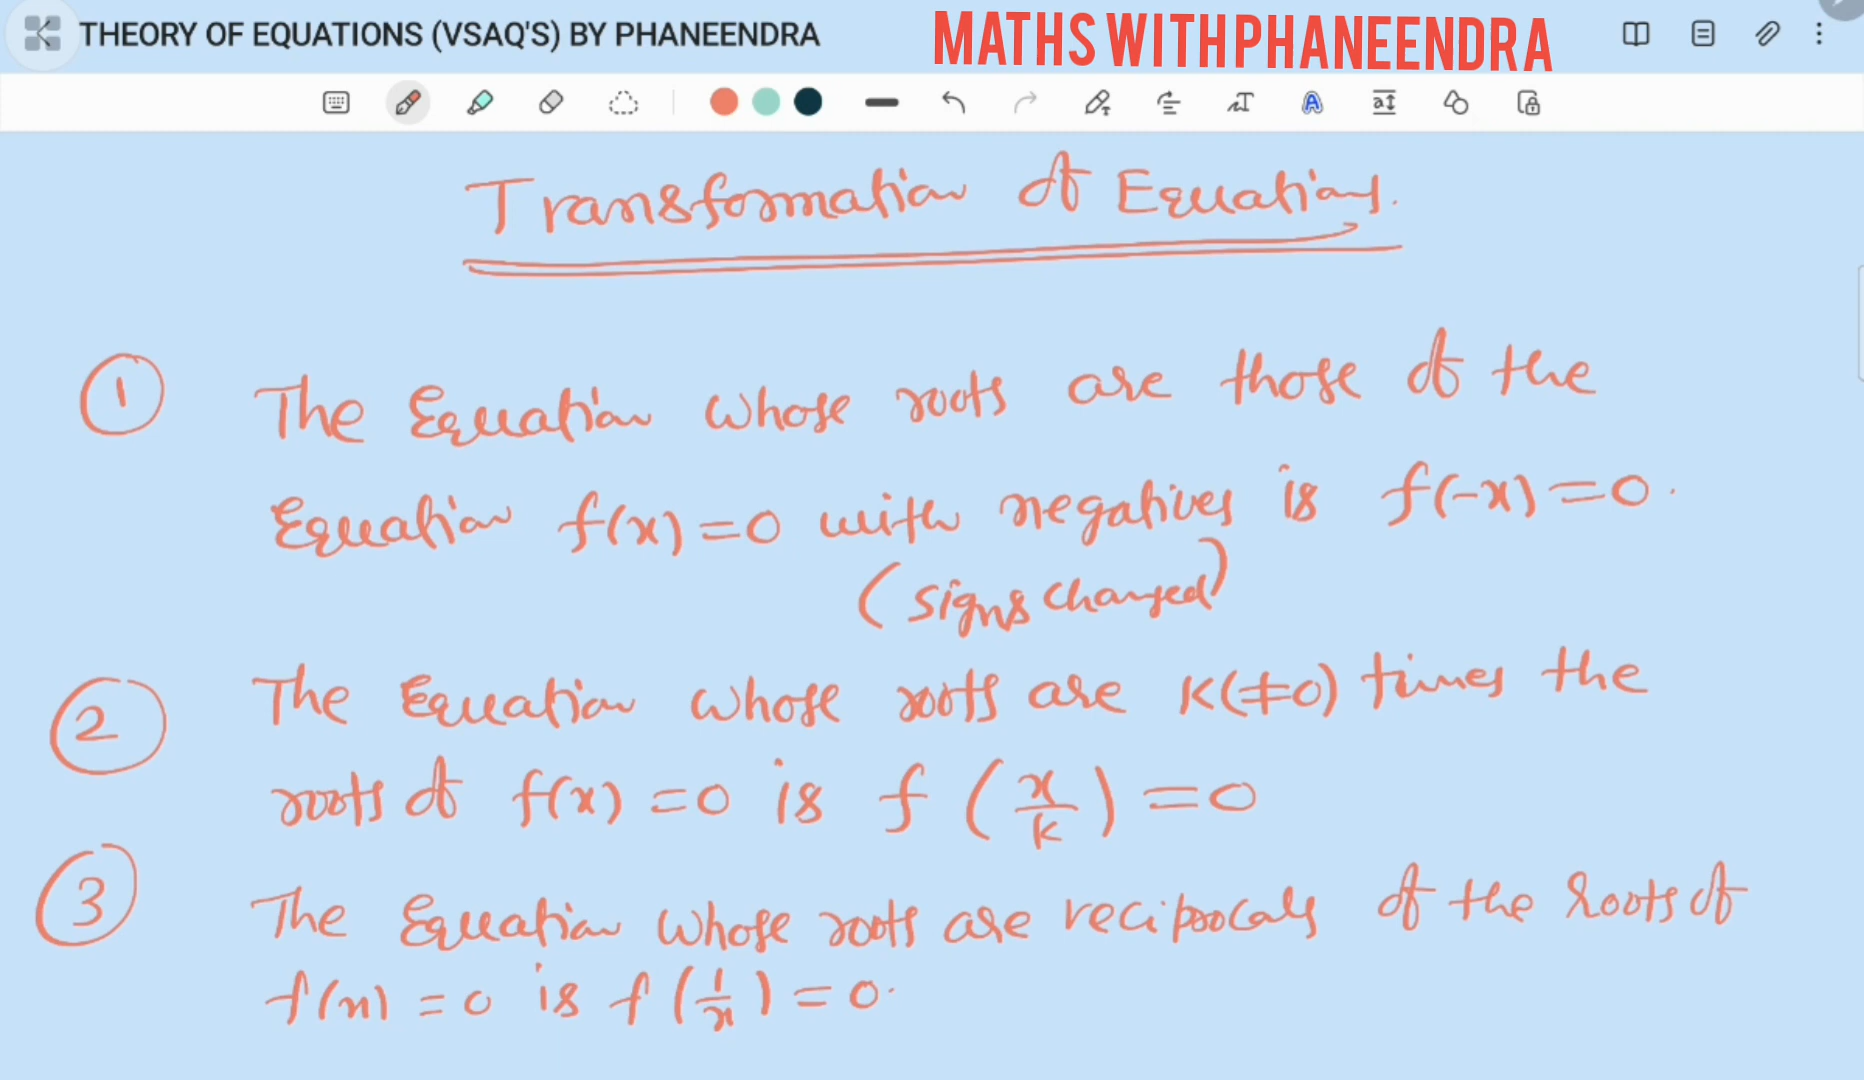 THEORY OF EQUATIONS (VSAQ'S) BY PHANEENDRA
MATHS WITH PHANEENDRA
Transformation of Equations.
1 The Equation whose roots are those of the
Equation f(x) = 0 with negatives is f(-x) = 0.
(signs changed)
2 The Equation whose roots are K(≠0) times the
roots of f(x) = 0 is f(x/k) = 0
3 The Equation whose roots are reciprocals of the roots of
f(x) = 0 is f(1/x) = 0.